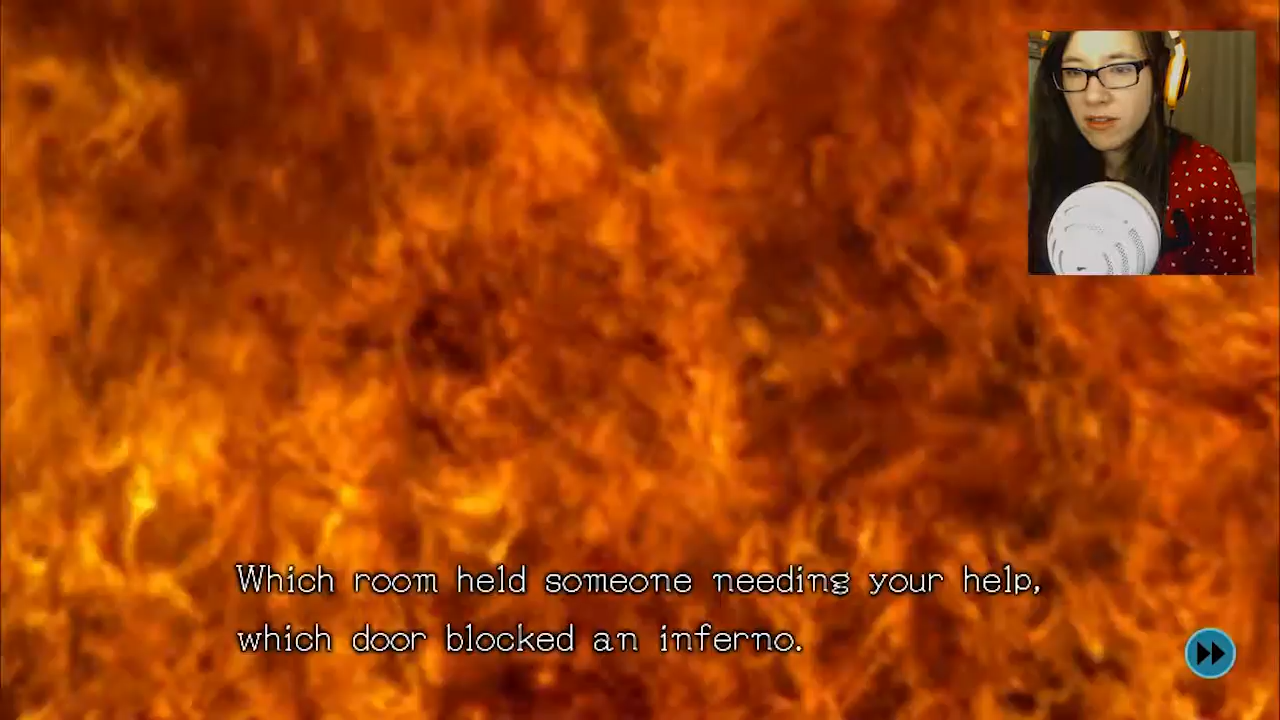 Which room held someone needing your help,
which door blocked an inferno.